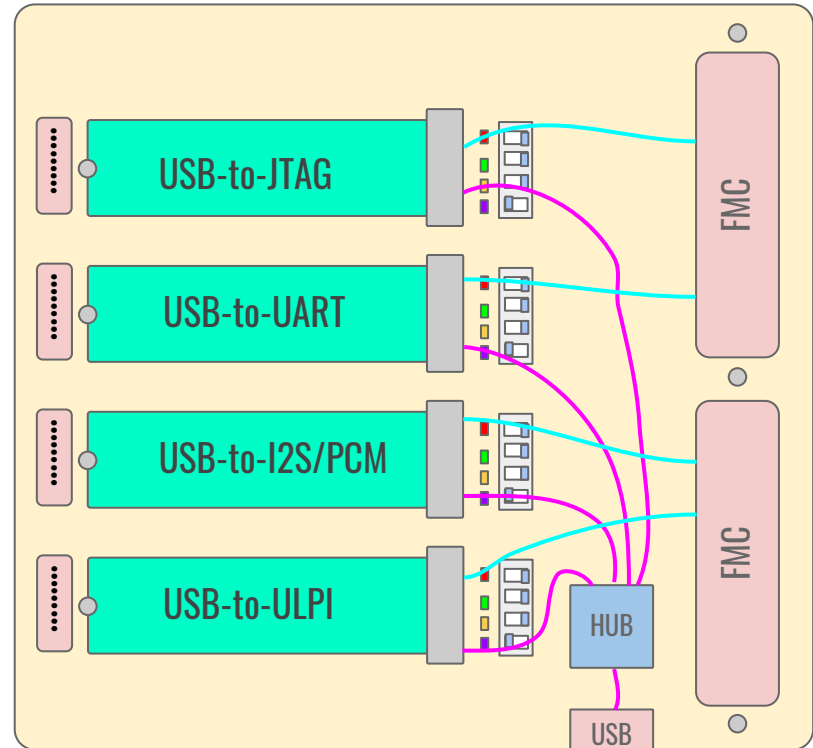 USB-to-JTAG
FMC
USB-to-UART
USB-to-I2S/PCM
FMC
USB-to-ULPI
HUB
USB